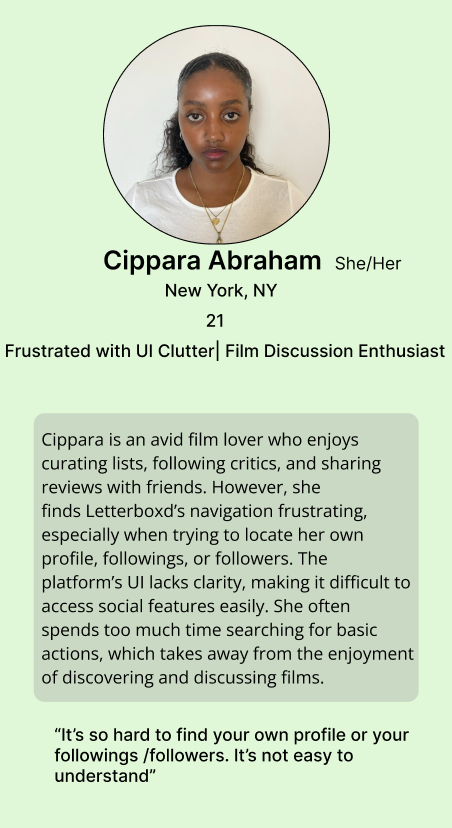 Cippara Abraham She/Her
New York, NY
21
Frustrated with UI Clutter| Film Discussion Enthusiast
Cippara is an avid film lover who enjoys
curating lists, following critics, and sharing
reviews with friends. However, she
finds Letterboxd’s navigation frustrating,
especially when trying to locate her own
profile, followings, or followers. The
platform’s UI lacks clarity, making it difficult to
access social features easily. She often
spends too much time searching for basic
actions, which takes away from the enjoyment
of discovering and discussing films.
“It’s so hard to find your own profile or your
followings /followers. It’s not easy to
understand”